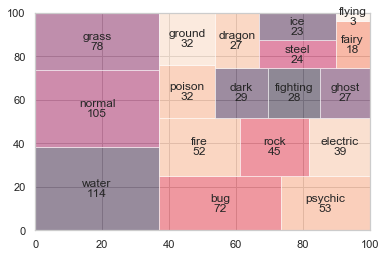 flying
3
100
grass
78
ground
32
dragon
27
ice
23
steel
24
fairy
18
80
normal
105
poison
32
dark
29
fighting
28
ghost
27
60
fire
52
rock
45
electric
39
40
water
114
bug
72
psychic
53
20
0
0
20
40
60
80
100